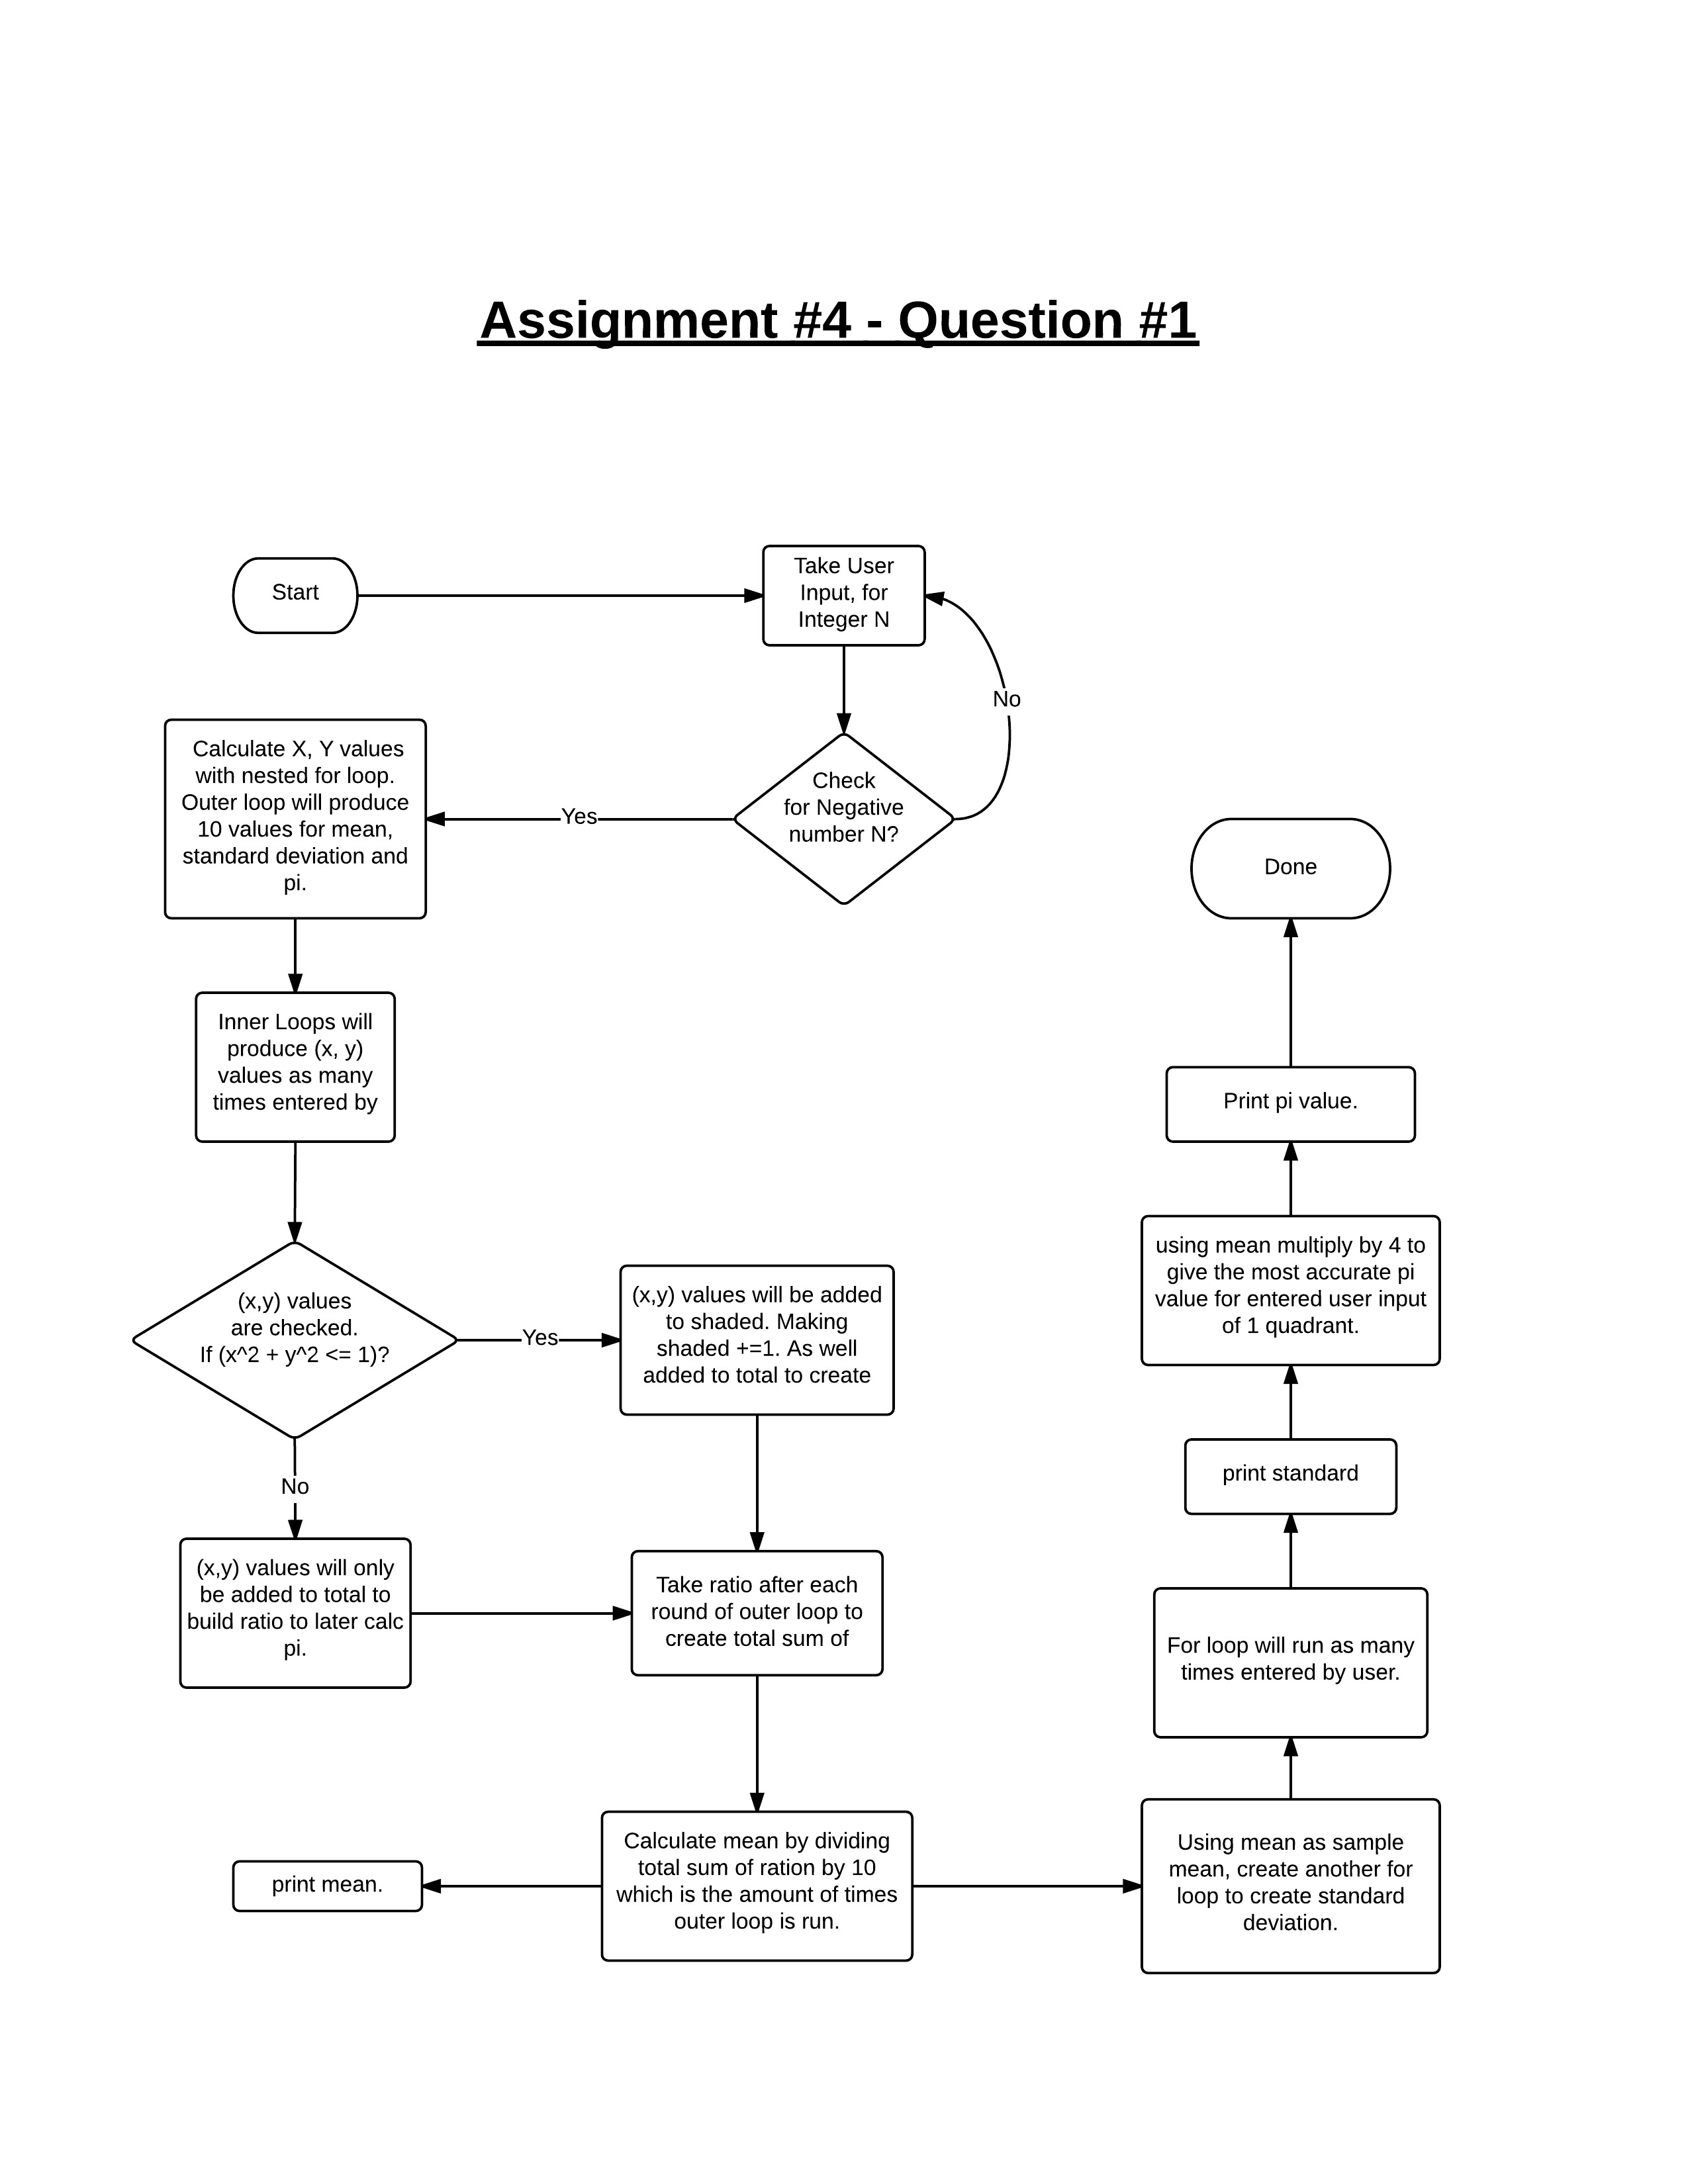 Assignment #4 - Question #1
Start
Take User
Input, for
Integer N
No
Check
for Negative
number N?
Yes
Calculate X, Y values
with nested for loop.
Outer loop will produce
10 values for mean,
standard deviation and
pi.
Inner Loops will
produce (x, y)
values as many
times entered by
(x,y) values
are checked.
If (x^2 + y^2 <= 1)?
Yes
(x,y) values will be added
to shaded. Making
shaded +=1. As well
added to total to create
No
(x,y) values will only
be added to total to
build ratio to later calc
pi.
Take ratio after each
round of outer loop to
create total sum of
Calculate mean by dividing
total sum of ration by 10
which is the amount of times
outer loop is run.
print mean.
Using mean as sample
mean, create another for
loop to create standard
deviation.
For loop will run as many
times entered by user.
print standard
using mean multiply by 4 to
give the most accurate pi
value for entered user input
of 1 quadrant.
Print pi value.
Done